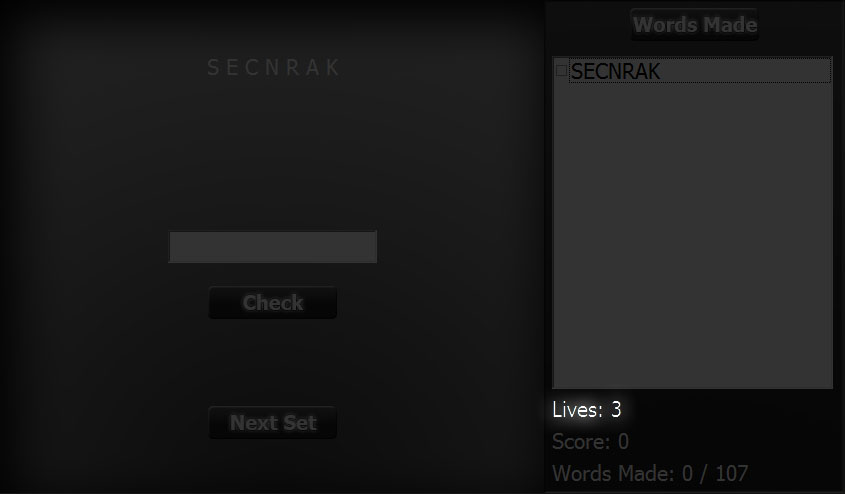 Words Made
S E C N R A K
SECNRAK
Check
Next Set
Lives: 3
Score: 0
Words Made: 0 / 107